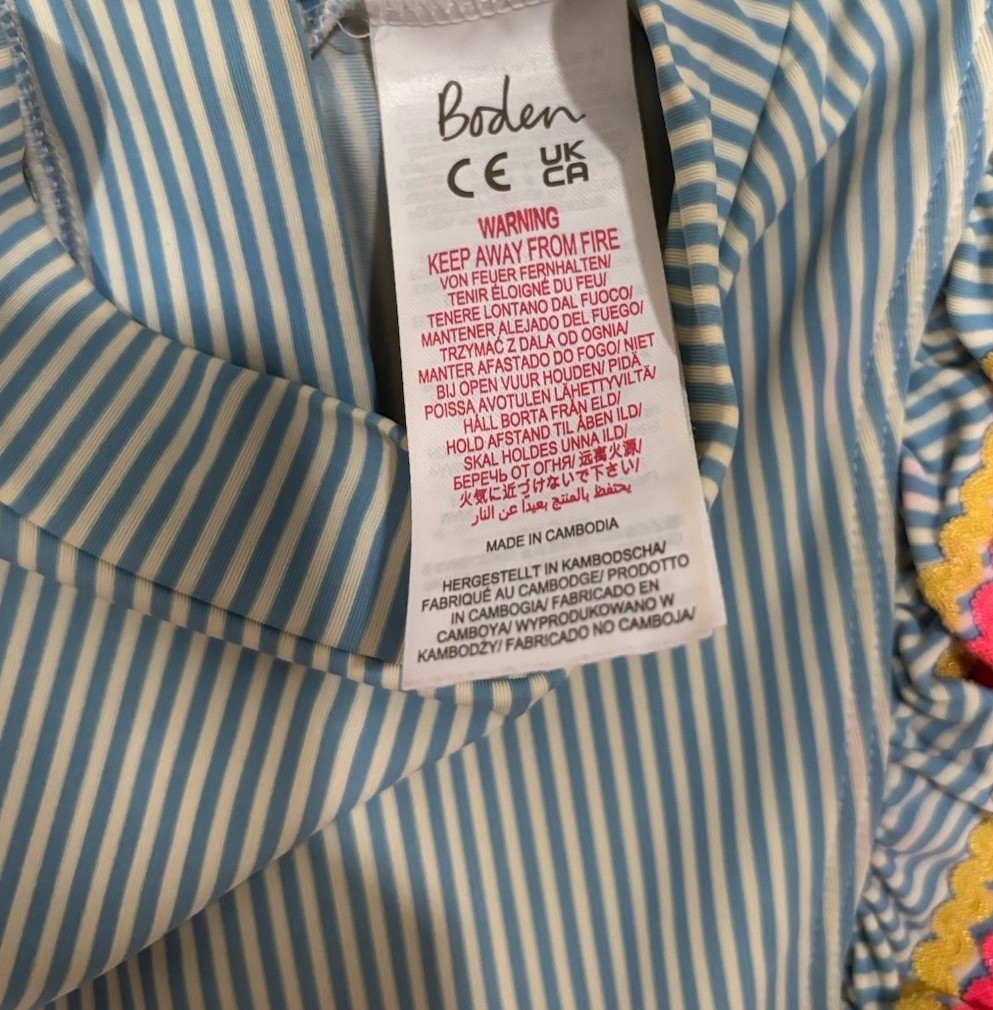 Boden
CE UK
CA
WARNING
KEEP AWAY FROM FIRE
VON FEUER FERNHALTEN/
TENIR ÉLOIGNÉ DU FEU/
TENERE LONTANO DAL FUOCO/
MANTENER ALEJADO DEL FUEGO/
TRZYMAĆ Z DALA OD OGNIA/
MANTER AFASTADO DO FOGO/ NIET
BIJ OPEN VUUR HOUDEN/ PIDÄ
POISSA AVOTULEN LÄHETTYVILTÄ/
HÅLL BORTA FRÅN ELD/
HOLD AFSTAND TIL ÅBEN ILD/
SKAL HOLDES UNNA ILD/
БЕРЕЧЬ ОТ ОГНЯ/ 远离火源/
火気に近づけないで下さい/
يحتفظ بالمنتج بعيدا عن النار
MADE IN CAMBODIA
HERGESTELLT IN KAMBODSCHA/
FABRIQUÉ AU CAMBODGE/ PRODOTTO
IN CAMBOGIA/ FABRICADO EN
CAMBOYA/ WYPRODUKOWANO W
KAMBODŻY/ FABRICADO NO CAMBOJA/